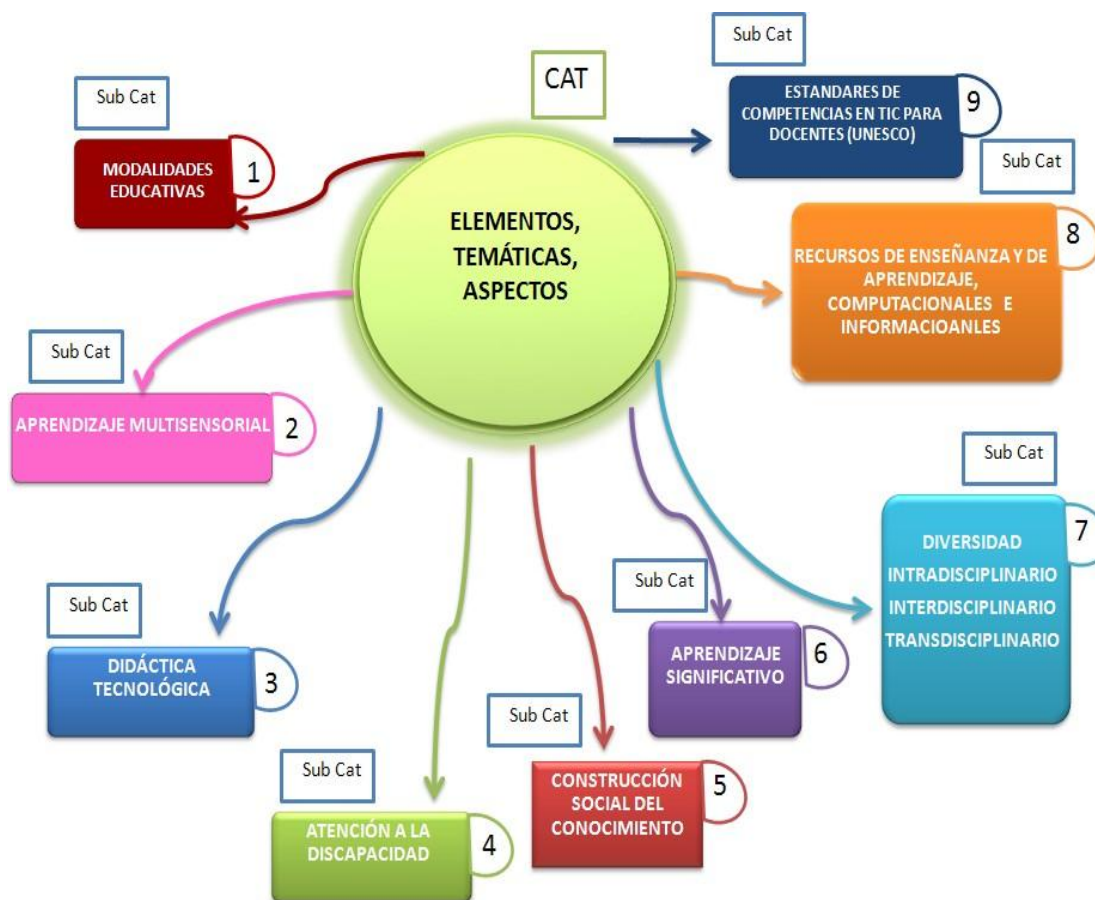 CAT
ELEMENTOS,
TEMÁTICAS,
ASPECTOS
Sub Cat
MODALIDADES
EDUCATIVAS
1
Sub Cat
APRENDIZAJE MULTISENSORIAL
2
Sub Cat
DIDÁCTICA
TECNOLÓGICA
3
Sub Cat
ATENCIÓN A LA
DISCAPACIDAD
4
Sub Cat
CONSTRUCCIÓN
SOCIAL DEL
CONOCIMIENTO
5
Sub Cat
APRENDIZAJE
SIGNIFICATIVO
6
Sub Cat
DIVERSIDAD
INTRADISCIPLINARIO
INTERDISCIPLINARIO
TRANSDISCIPLINARIO
7
Sub Cat
RECURSOS DE ENSEÑANZA Y DE
APRENDIZAJE,
COMPUTACIONALES E
INFORMACIOANLES
8
Sub Cat
ESTANDARES DE
COMPETENCIAS EN TIC PARA
DOCENTES (UNESCO)
9